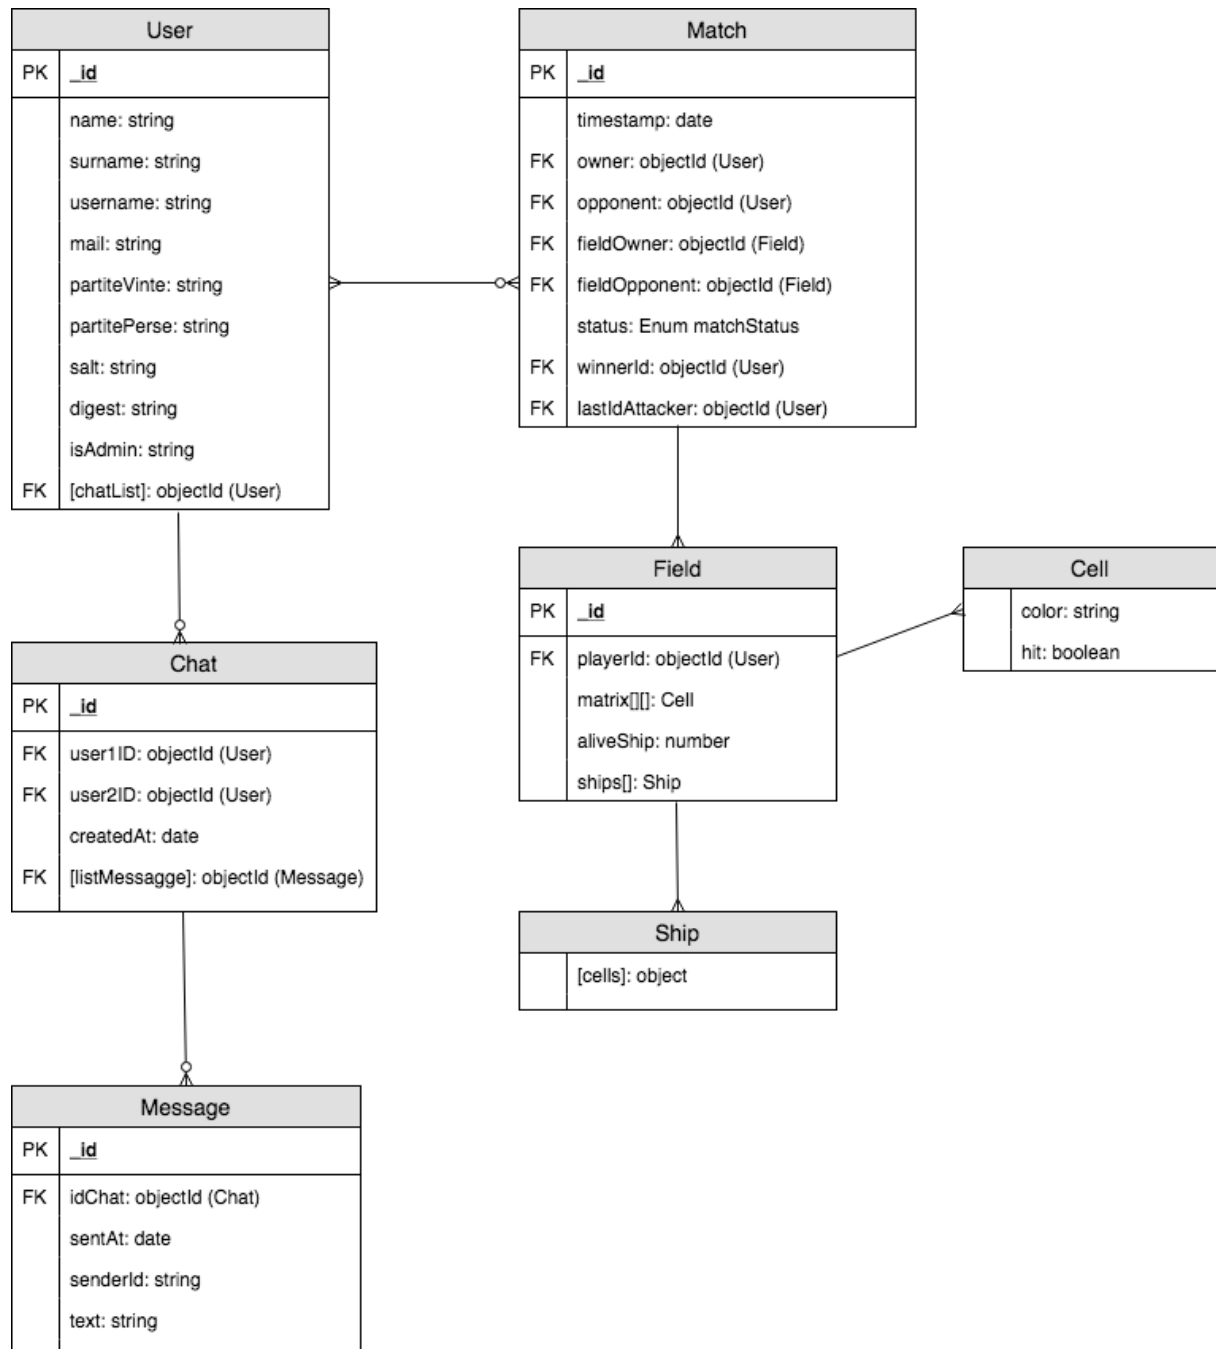 User
PK _id
name: string
surname: string
username: string
mail: string
partiteVinte: string
partitePerse: string
salt: string
digest: string
isAdmin: string
FK [chatList]: objectId (User)
Match
PK _id
timestamp: date
FK owner: objectId (User)
FK opponent: objectId (User)
FK fieldOwner: objectId (Field)
FK fieldOpponent: objectId (Field)
status: Enum matchStatus
FK winnerId: objectId (User)
FK lastIdAttacker: objectId (User)
Field
PK _id
FK playerId: objectId (User)
matrix[][]: Cell
aliveShip: number
ships[]: Ship
Cell
color: string
hit: boolean
Chat
PK _id
FK user1ID: objectId (User)
FK user2ID: objectId (User)
createdAt: date
FK [listMessagge]: objectId (Message)
Ship
[cells]: object
Message
PK _id
FK idChat: objectId (Chat)
sentAt: date
senderId: string
text: string